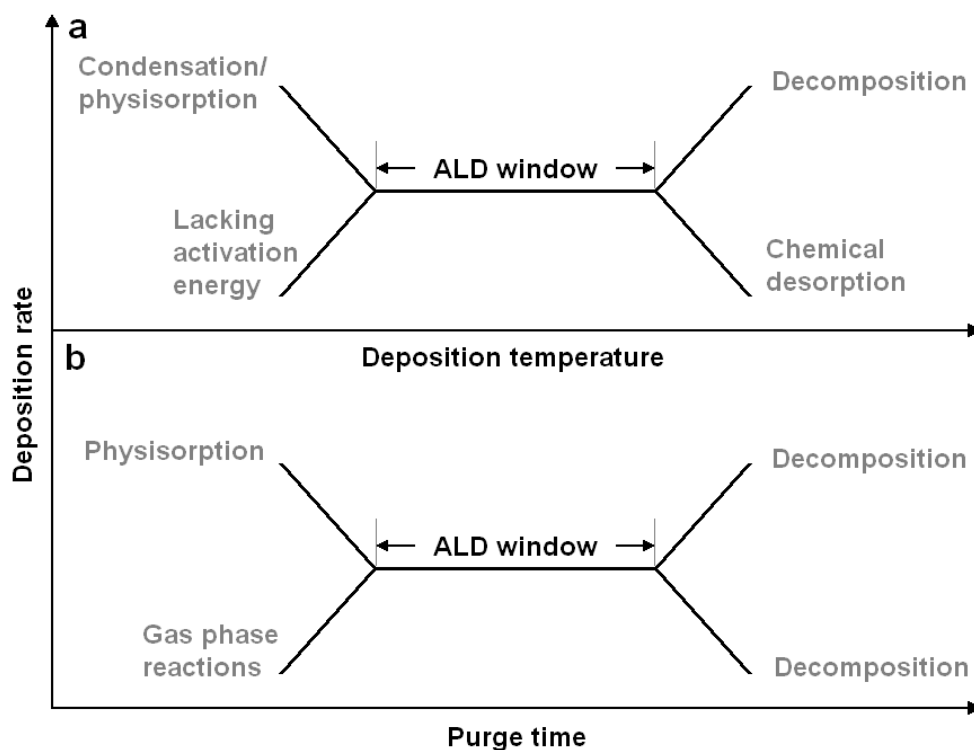 a
Condensation/
physisorption
Decomposition
ALD window
Lacking
activation
energy
Chemical
desorption
Deposition rate
Deposition temperature
b
Physisorption
Decomposition
ALD window
Gas phase
reactions
Decomposition
Purge time